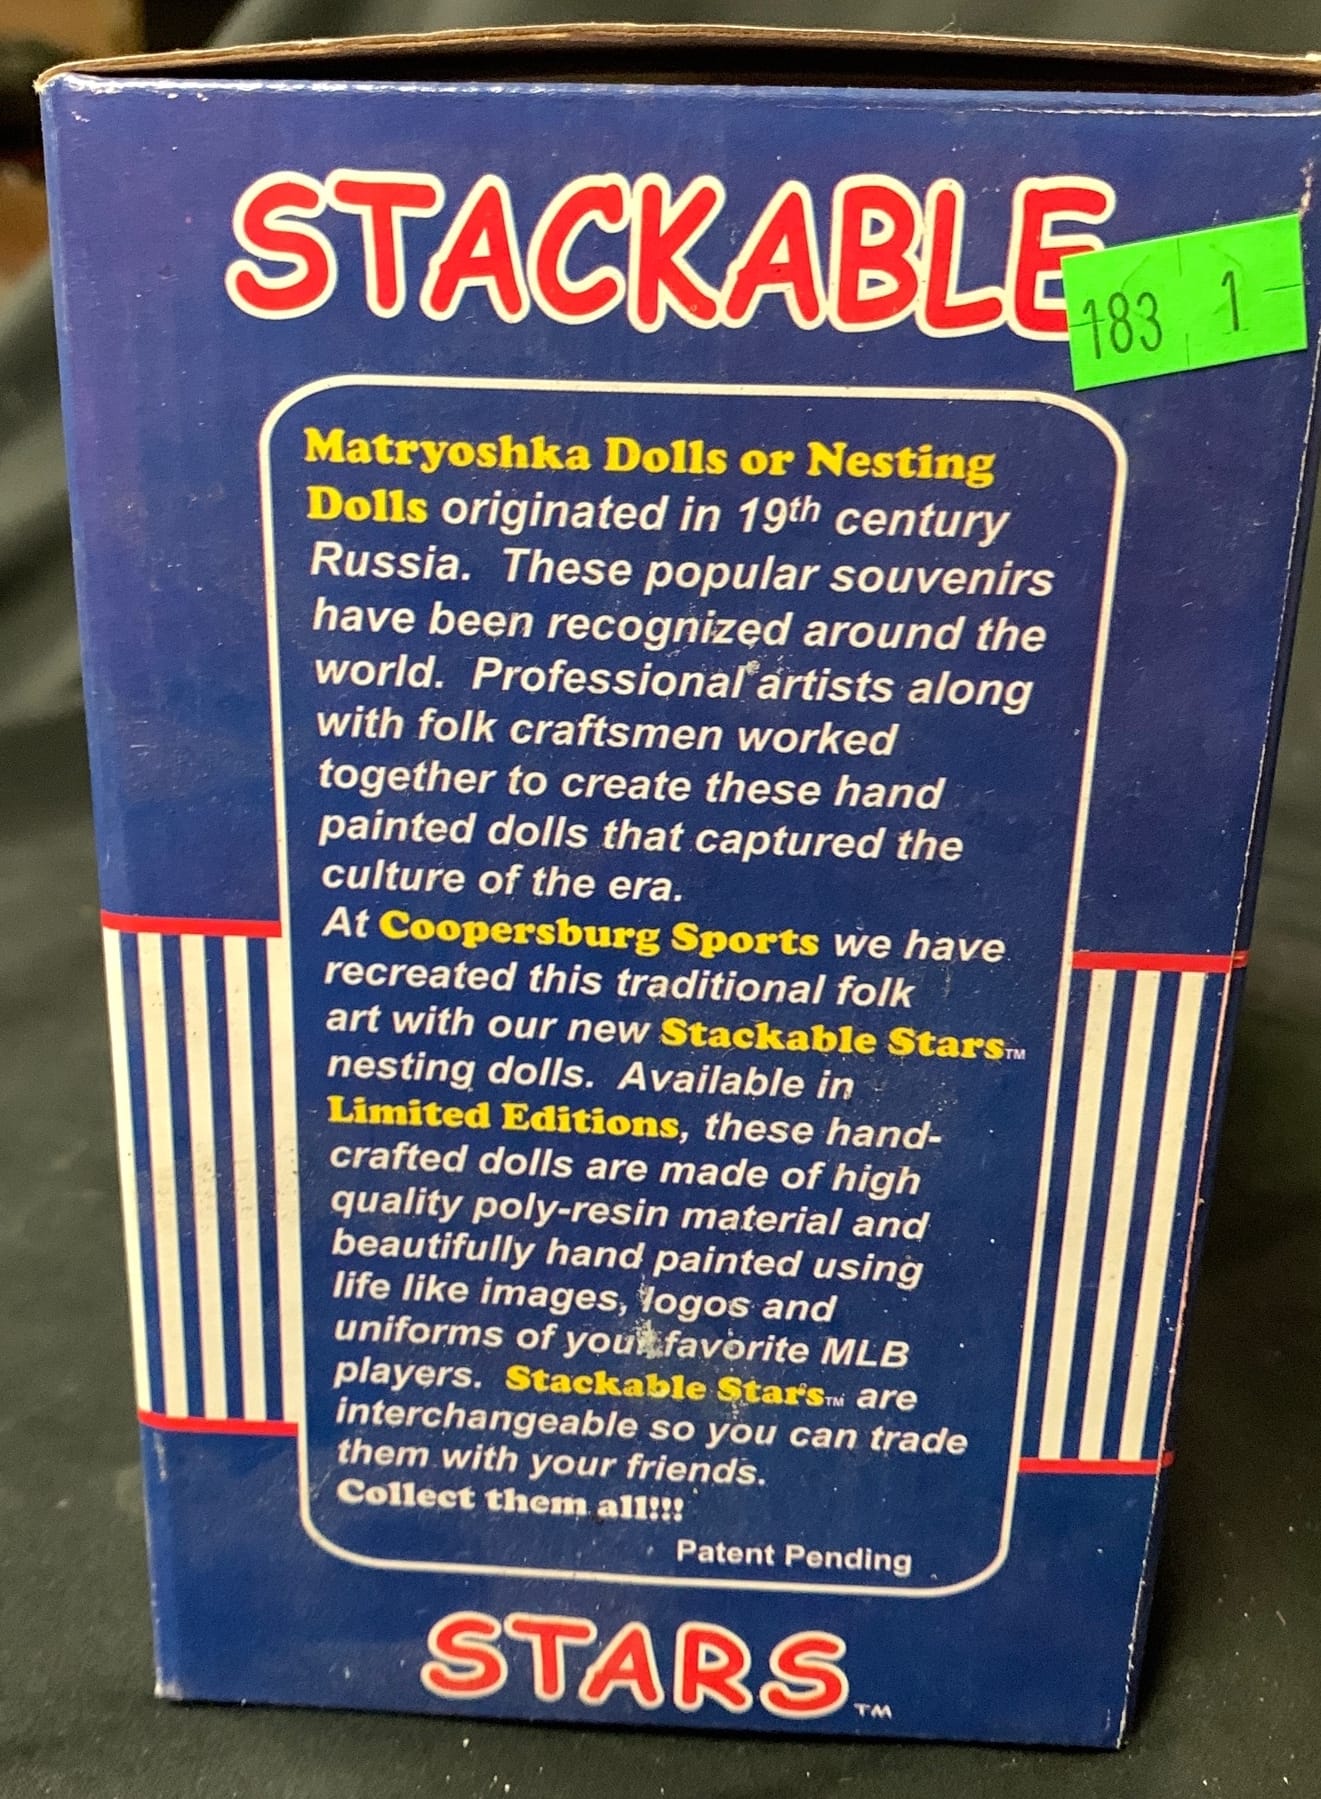 STACKABLE
183 1
Matryoshka Dolls or Nesting
Dolls originated in 19th century
Russia. These popular souvenirs
have been recognized around the
world. Professional artists along
with folk craftsmen worked
together to create these hand
painted dolls that captured the
culture of the era.
At Coopersburg Sports we have
recreated this traditional folk
art with our new Stackable Stars™
nesting dolls. Available in
Limited Editions, these hand-
crafted dolls are made of high
quality poly-resin material and
beautifully hand painted using
life like images, logos and
uniforms of your favorite MLB
players. Stackable Stars™ are
interchangeable so you can trade
them with your friends.
Collect them all!!!
Patent Pending
STARS™